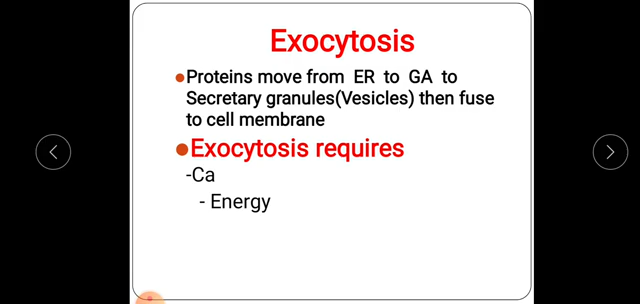 Exocytosis
•Proteins move from ER to GA to
Secretary granules(Vesicles) then fuse
to cell membrane
•Exocytosis requires
-Ca
- Energy